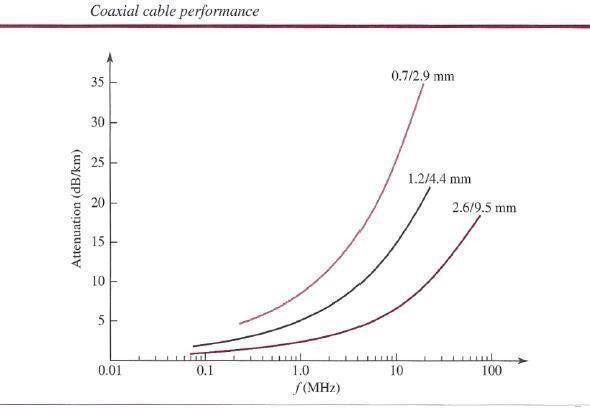 Coaxial cable performance
35
30
25
20
15
10
5
Attenuation (dB/km)
0.7/2.9 mm
1.2/4.4 mm
2.6/9.5 mm
0.01 0.1 1.0 10 100
f (MHz)